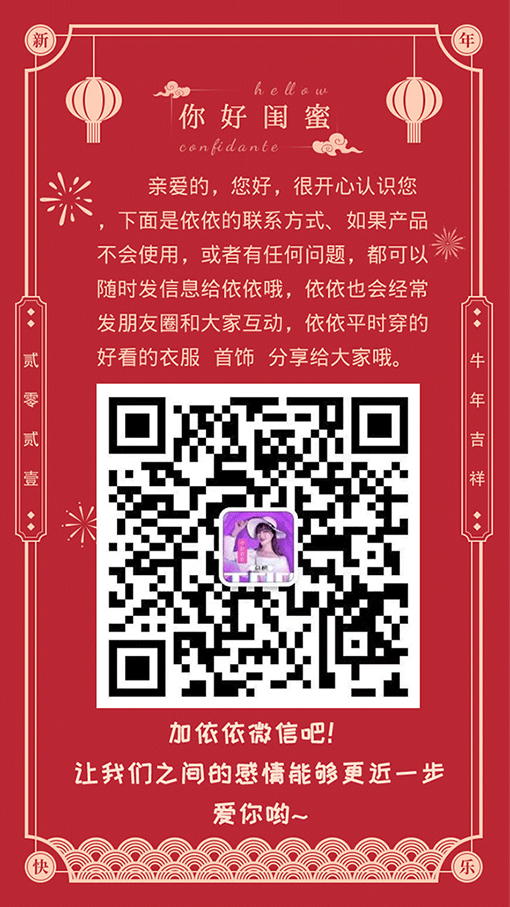 新
年
hellow
你好闺蜜
confidante
亲爱的，您好，很开心认识您
，下面是依依的联系方式、如果产品
不会使用，或者有任何问题，都可以
随时发信息给依依哦，依依也会经常
发朋友圈和大家互动，依依平时穿的
好看的衣服 首饰 分享给大家哦。
贰零贰壹
牛年吉祥
加依依微信吧！
让我们之间的感情能够更近一步
爱你哟~
快
乐